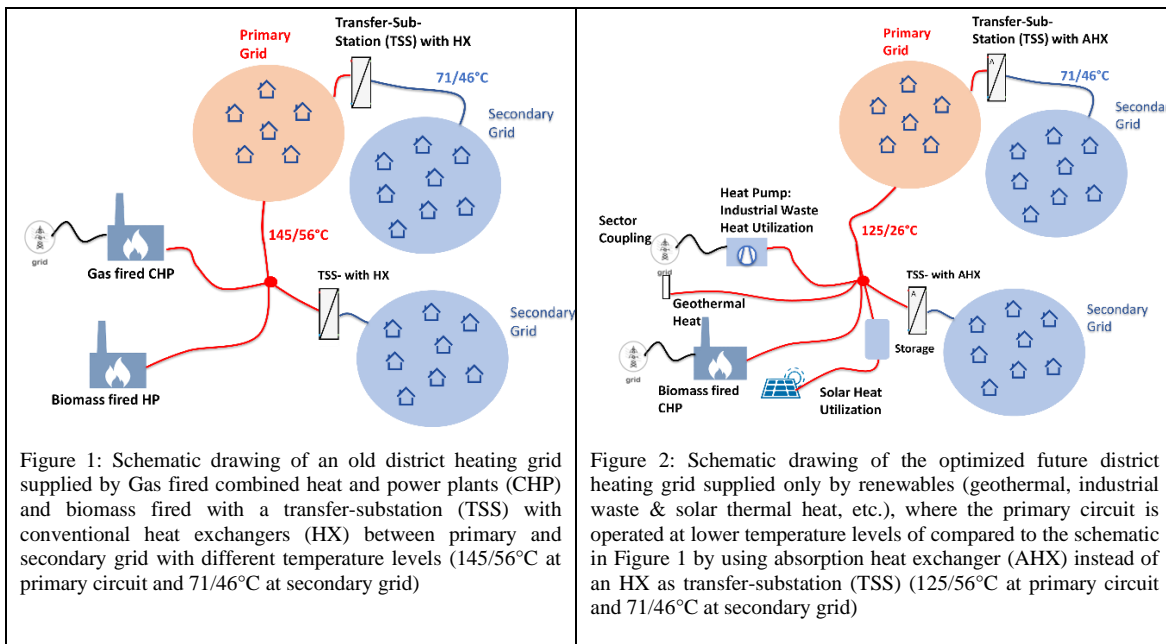 Transfer-Sub-
Station (TSS) with HX
Primary
Grid
71/46°C
Secondary
Grid
145/56°C
grid
Gas fired CHP
TSS- with HX
Secondary
Grid
Biomass fired HP
Figure 1: Schematic drawing of an old district heating grid
supplied by Gas fired combined heat and power plants (CHP)
and biomass fired with a transfer-substation (TSS) with
conventional heat exchangers (HX) between primary and
secondary grid with different temperature levels (145/56°C at
primary circuit and 71/46°C at secondary grid)
Transfer-Sub-
Station (TSS) with AHX
Primary
Grid
A
71/46°C
Secondary
Grid
Heat Pump:
Industrial Waste
Heat Utilization
Sector
Coupling
125/26°C
grid
TSS- with AHX
Geothermal
Heat
A
Secondary
Grid
Storage
grid
Biomass fired
CHP
Solar Heat
Utilization
Figure 2: Schematic drawing of the optimized future district
heating grid supplied only by renewables (geothermal, industrial
waste & solar thermal heat, etc.), where the primary circuit is
operated at lower temperature levels of compared to the schematic
in Figure 1 by using absorption heat exchanger (AHX) instead of
an HX as transfer-substation (TSS) (125/56°C at primary circuit
and 71/46°C at secondary grid)